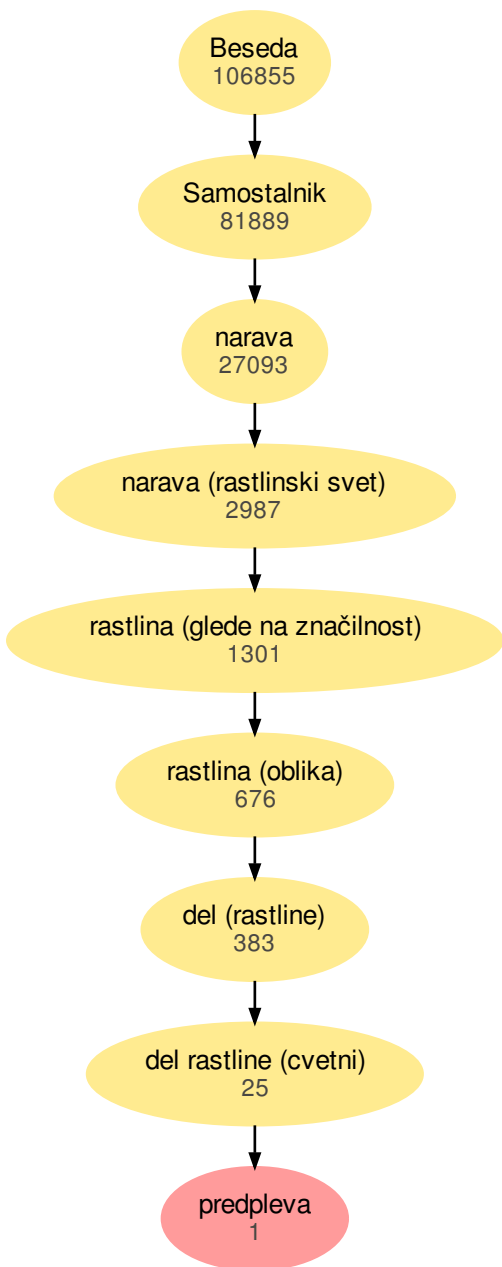 Beseda
106855
Samostalnik
81889
narava
27093
narava (rastlinski svet)
2987
rastlina (glede na značilnost)
1301
rastlina (oblika)
676
del (rastline)
383
del rastline (cvetni)
25
predpleva
1